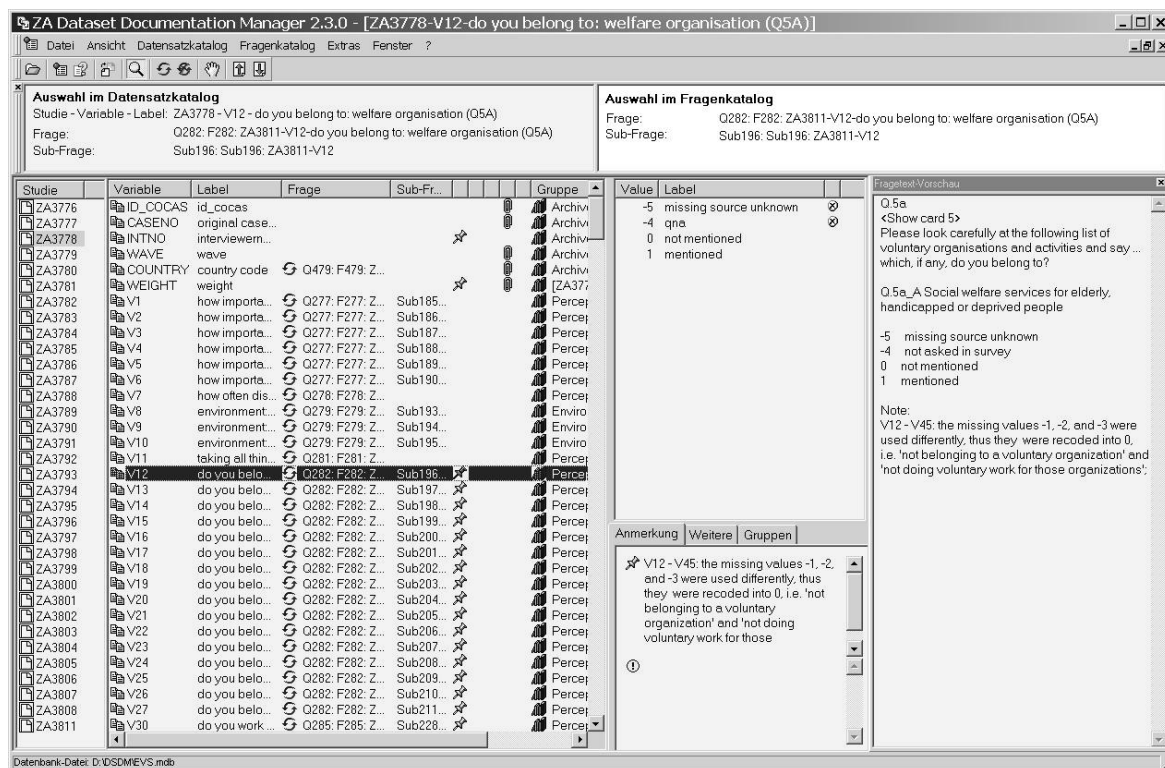 ZA Dataset Documentation Manager 2.3.0 - [ZA3778-V12-do you belong to: welfare organisation (Q5A)]
Datei Ansicht Datensatzkatalog Fragenkatalog Extras Fenster ?
Auswahl im Datensatzkatalog
Studie - Variable - Label: ZA3778 - V12 - do you belong to: welfare organisation (Q5A)
Frage: Q282: F282: ZA3811-V12-do you belong to: welfare organisation (Q5A)
Sub-Frage: Sub196: Sub196: ZA3811-V12
Auswahl im Fragenkatalog
Frage: Q282: F282: ZA3811-V12-do you belong to: welfare organisation (Q5A)
Sub-Frage: Sub196: Sub196: ZA3811-V12
Studie
ZA3776
ZA3777
ZA3778
ZA3779
ZA3780
ZA3781
ZA3782
ZA3783
ZA3784
ZA3785
ZA3786
ZA3787
ZA3788
ZA3789
ZA3790
ZA3791
ZA3792
ZA3793
ZA3794
ZA3795
ZA3796
ZA3797
ZA3798
ZA3799
ZA3800
ZA3801
ZA3802
ZA3803
ZA3804
ZA3805
ZA3806
ZA3807
ZA3808
ZA3811
Variable Label Frage Sub-Fr... Gruppe
ID_COCAS id_cocas Archive
CASENO original case... Archive
INTNO interviewern... Archive
WAVE wave Archive
COUNTRY country code Q479: F479: Z... Archive
WEIGHT weight [ZA377
V1 how importa... Q277: F277: Z... Sub185... Percep
V2 how importa... Q277: F277: Z... Sub186... Percep
V3 how importa... Q277: F277: Z... Sub187... Percep
V4 how importa... Q277: F277: Z... Sub188... Percep
V5 how importa... Q277: F277: Z... Sub189... Percep
V6 how importa... Q277: F277: Z... Sub190... Percep
V7 how often dis... Q278: F278: Z... Percep
V8 environment:... Q279: F279: Z... Sub193... Enviro
V9 environment:... Q279: F279: Z... Sub194... Enviro
V10 environment:... Q279: F279: Z... Sub195... Enviro
V11 taking all thin... Q281: F281: Z... Percep
V12 do you belo... Q282: F282: Z... Sub196... Percep
V13 do you belo... Q282: F282: Z... Sub197... Percep
V14 do you belo... Q282: F282: Z... Sub198... Percep
V15 do you belo... Q282: F282: Z... Sub199... Percep
V16 do you belo... Q282: F282: Z... Sub200... Percep
V17 do you belo... Q282: F282: Z... Sub201... Percep
V18 do you belo... Q282: F282: Z... Sub202... Percep
V19 do you belo... Q282: F282: Z... Sub203... Percep
V20 do you belo... Q282: F282: Z... Sub204... Percep
V21 do you belo... Q282: F282: Z... Sub205... Percep
V22 do you belo... Q282: F282: Z... Sub206... Percep
V23 do you belo... Q282: F282: Z... Sub207... Percep
V24 do you belo... Q282: F282: Z... Sub208... Percep
V25 do you belo... Q282: F282: Z... Sub209... Percep
V26 do you belo... Q282: F282: Z... Sub210... Percep
V27 do you belo... Q282: F282: Z... Sub211... Percep
V30 do you work ... Q285: F285: Z... Sub228... Percep
Value Label
-5 missing source unknown
-4 qna
0 not mentioned
1 mentioned
Anmerkung Weitere Gruppen
V12 - V45: the missing values -1, -2,
and -3 were used differently, thus
they were recoded into 0, i.e. 'not
belonging to a voluntary
organization' and 'not doing
voluntary work for those
Fragetext-Vorschau
Q.5a
<Show card 5>
Please look carefully at the following list of
voluntary organisations and activities and say ...
which, if any, do you belong to?
Q.5a_A Social welfare services for elderly,
handicapped or deprived people
-5 missing source unknown
-4 not asked in survey
0 not mentioned
1 mentioned
Note:
V12 - V45: the missing values -1, -2, and -3 were
used differently, thus they were recoded into 0,
i.e. 'not belonging to a voluntary organization' and
'not doing voluntary work for those organizations';
Datenbank-Datei: D:\DSDM\EVS.mdb